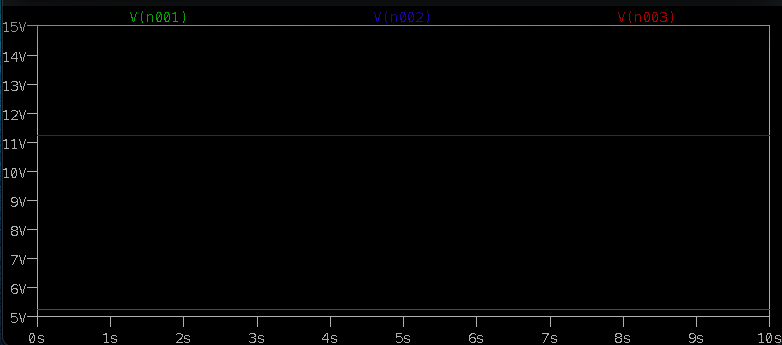 V(n001) V(n002) V(n003)
15V
14V
13V
12V
11V
10V
9V
8V
7V
6V
5V
0s 1s 2s 3s 4s 5s 6s 7s 8s 9s 10s